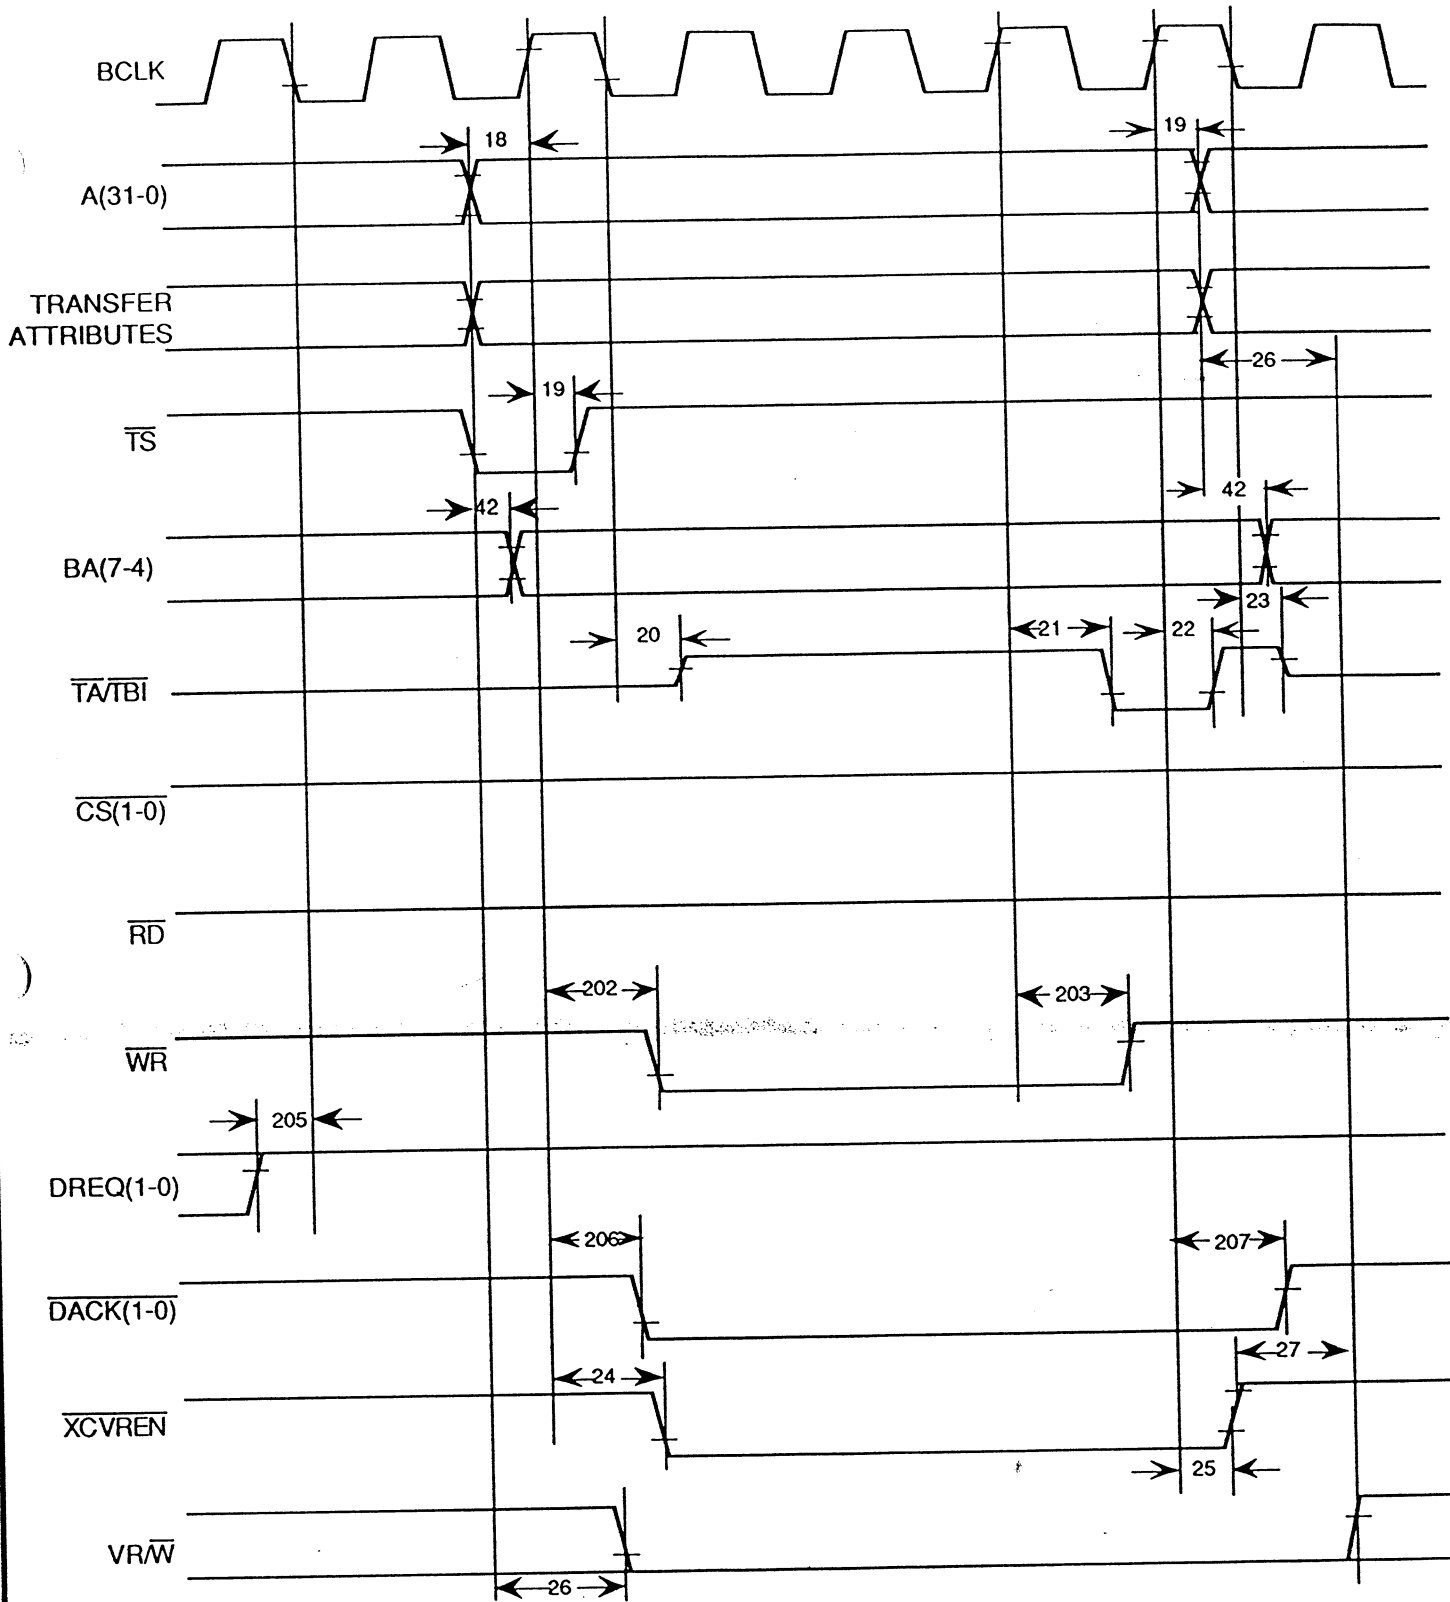 BCLK
18
19
A(31-0)
TRANSFER
ATTRIBUTES
26
19
TS
42
42
BA(7-4)
23
20
21
22
TA/TBI
CS(1-0)
RD
202
203
WR
205
DREQ(1-0)
206
207
DACK(1-0)
27
24
XCVREN
25
VR/W
26